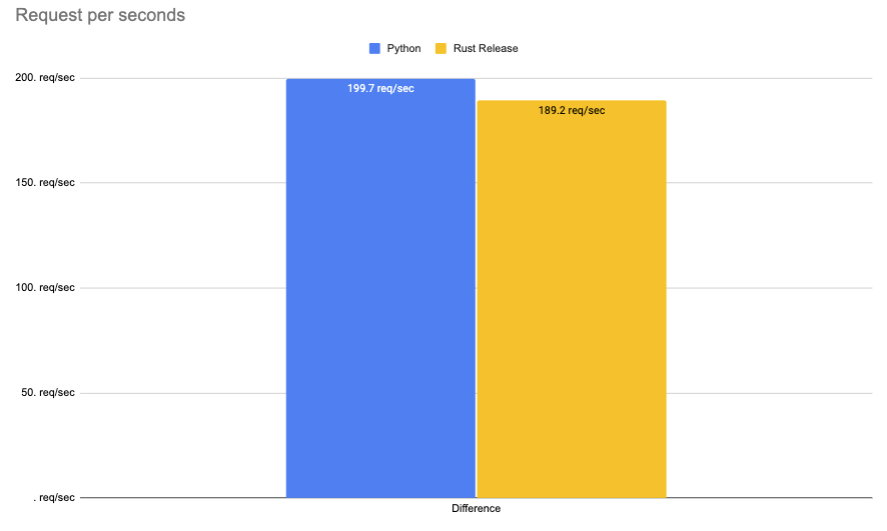 Request per seconds
Python Rust Release
200. req/sec
199.7 req/sec
189.2 req/sec
150. req/sec
100. req/sec
50. req/sec
. req/sec
Difference